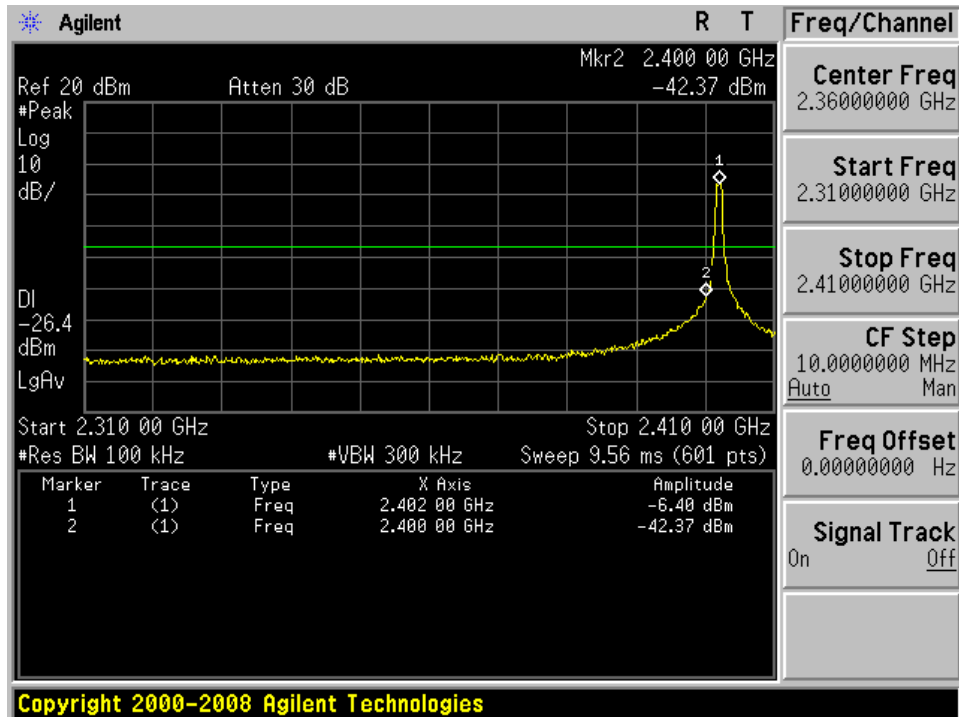 Agilent R T Freq/Channel
Mkr2 2.400 00 GHz
Ref 20 dBm Atten 30 dB -42.37 dBm
#Peak
Log
10
dB/
1
2
DI
-26.4
dBm
LgAv
Start 2.310 00 GHz Stop 2.410 00 GHz
#Res BW 100 kHz #VBW 300 kHz Sweep 9.56 ms (601 pts)
Marker Trace Type X Axis Amplitude
1 (1) Freq 2.402 00 GHz -6.40 dBm
2 (1) Freq 2.400 00 GHz -42.37 dBm
Center Freq
2.36000000 GHz
Start Freq
2.31000000 GHz
Stop Freq
2.41000000 GHz
CF Step
10.0000000 MHz
Auto Man
Freq Offset
0.00000000 Hz
Signal Track
On Off
Copyright 2000-2008 Agilent Technologies